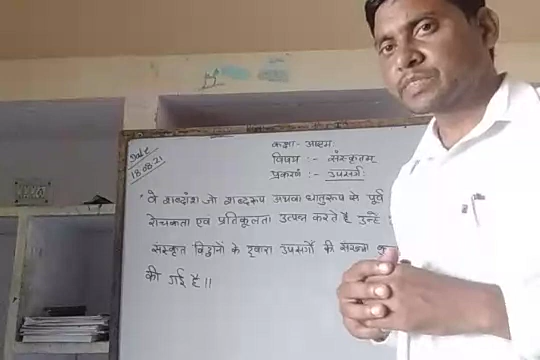 Date
18.08.21
कक्षा - अष्टम
विषय :- संस्कृतम्
प्रकरण :- उपसर्ग
"वे शब्दांश जो शब्दरूप अथवा धातुरूप के पूर्व
रोचकता एवं प्रतिकूलता उत्पन्न करते हैं उन्हें
संस्कृत विद्वानों के द्वारा उपसर्गों की संख्या
की गई है।।